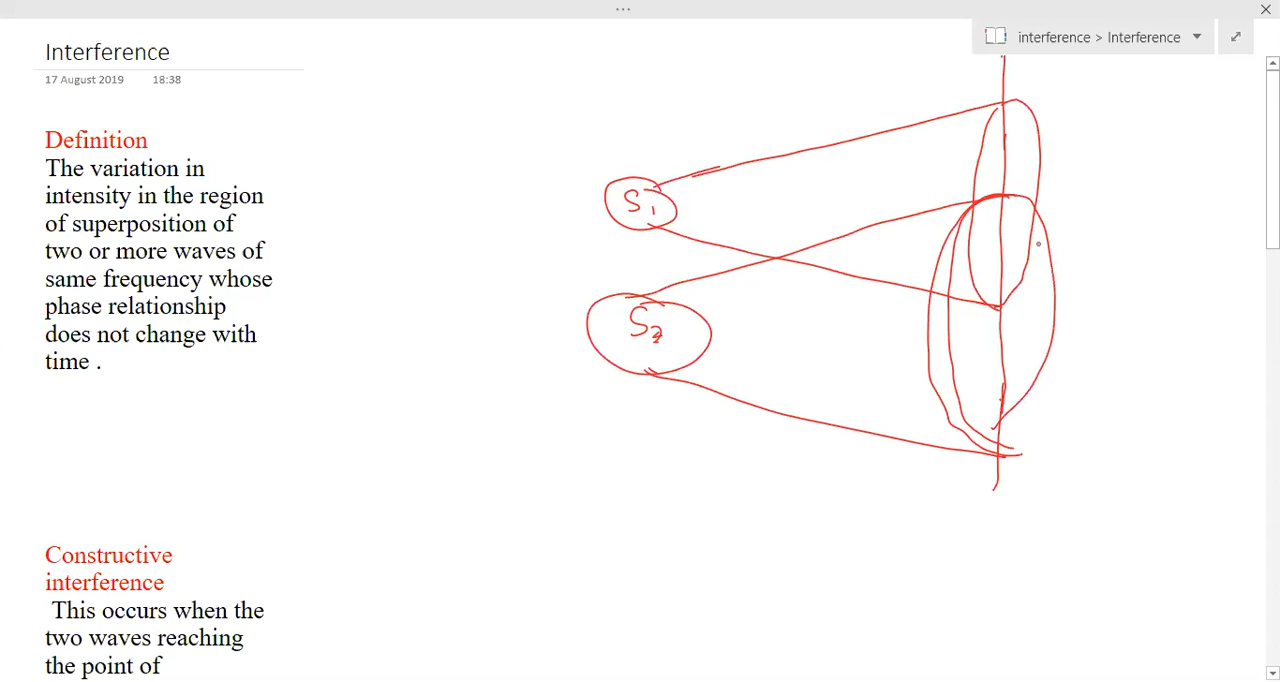 interference > Interference
Interference
17 August 2019 18:38
Definition
The variation in
intensity in the region
of superposition of
two or more waves of
same frequency whose
phase relationship
does not change with
time .
S1
S2
Constructive
interference
This occurs when the
two waves reaching
the point of